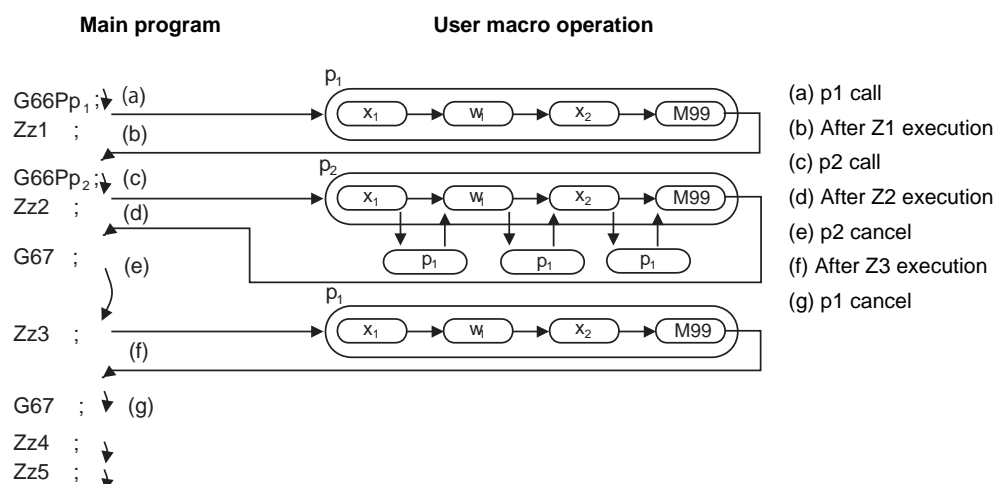 Main program
User macro operation
G66Pp1 ; (a)
Zz1 ;
(b)
p1
x1 w1 x2 M99
G66Pp2 ; (c)
Zz2 ;
(d)
p2
x1 w1 x2 M99
p1 p1 p1
G67 ;
(e)
p1
x1 w1 x2 M99
Zz3 ;
(f)
G67 ; (g)
Zz4 ;
Zz5 ;
(a) p1 call
(b) After Z1 execution
(c) p2 call
(d) After Z2 execution
(e) p2 cancel
(f) After Z3 execution
(g) p1 cancel